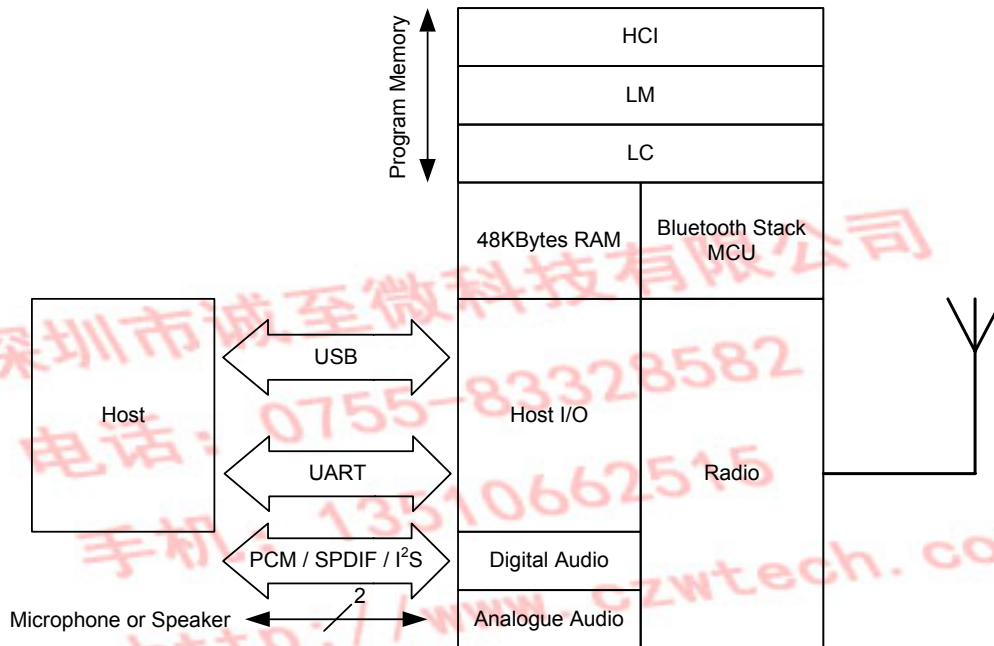 Program Memory
HCI
LM
LC
48KBytes RAM
Bluetooth Stack
MCU
深圳市诚至微科技有限公司
Host
USB
Host I/O
电话：0755-83328582
UART
Radio
手机：13510662515
PCM / SPDIF / I²S
Digital Audio
2
Microphone or Speaker
Analogue Audio
http://www.czwtech.co